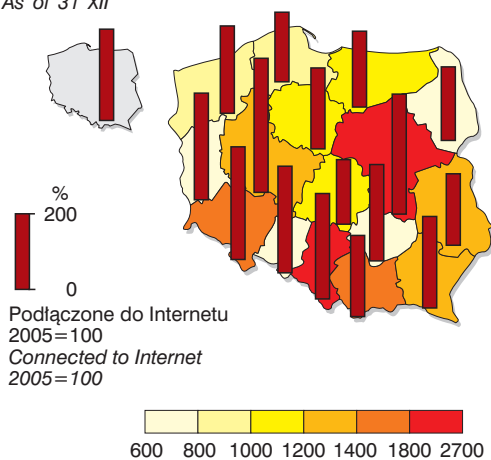 As of 31 XII
%
200
0
Podłączone do Internetu
2005=100
Connected to Internet
2005=100
600 800 1000 1200 1400 1800 2700